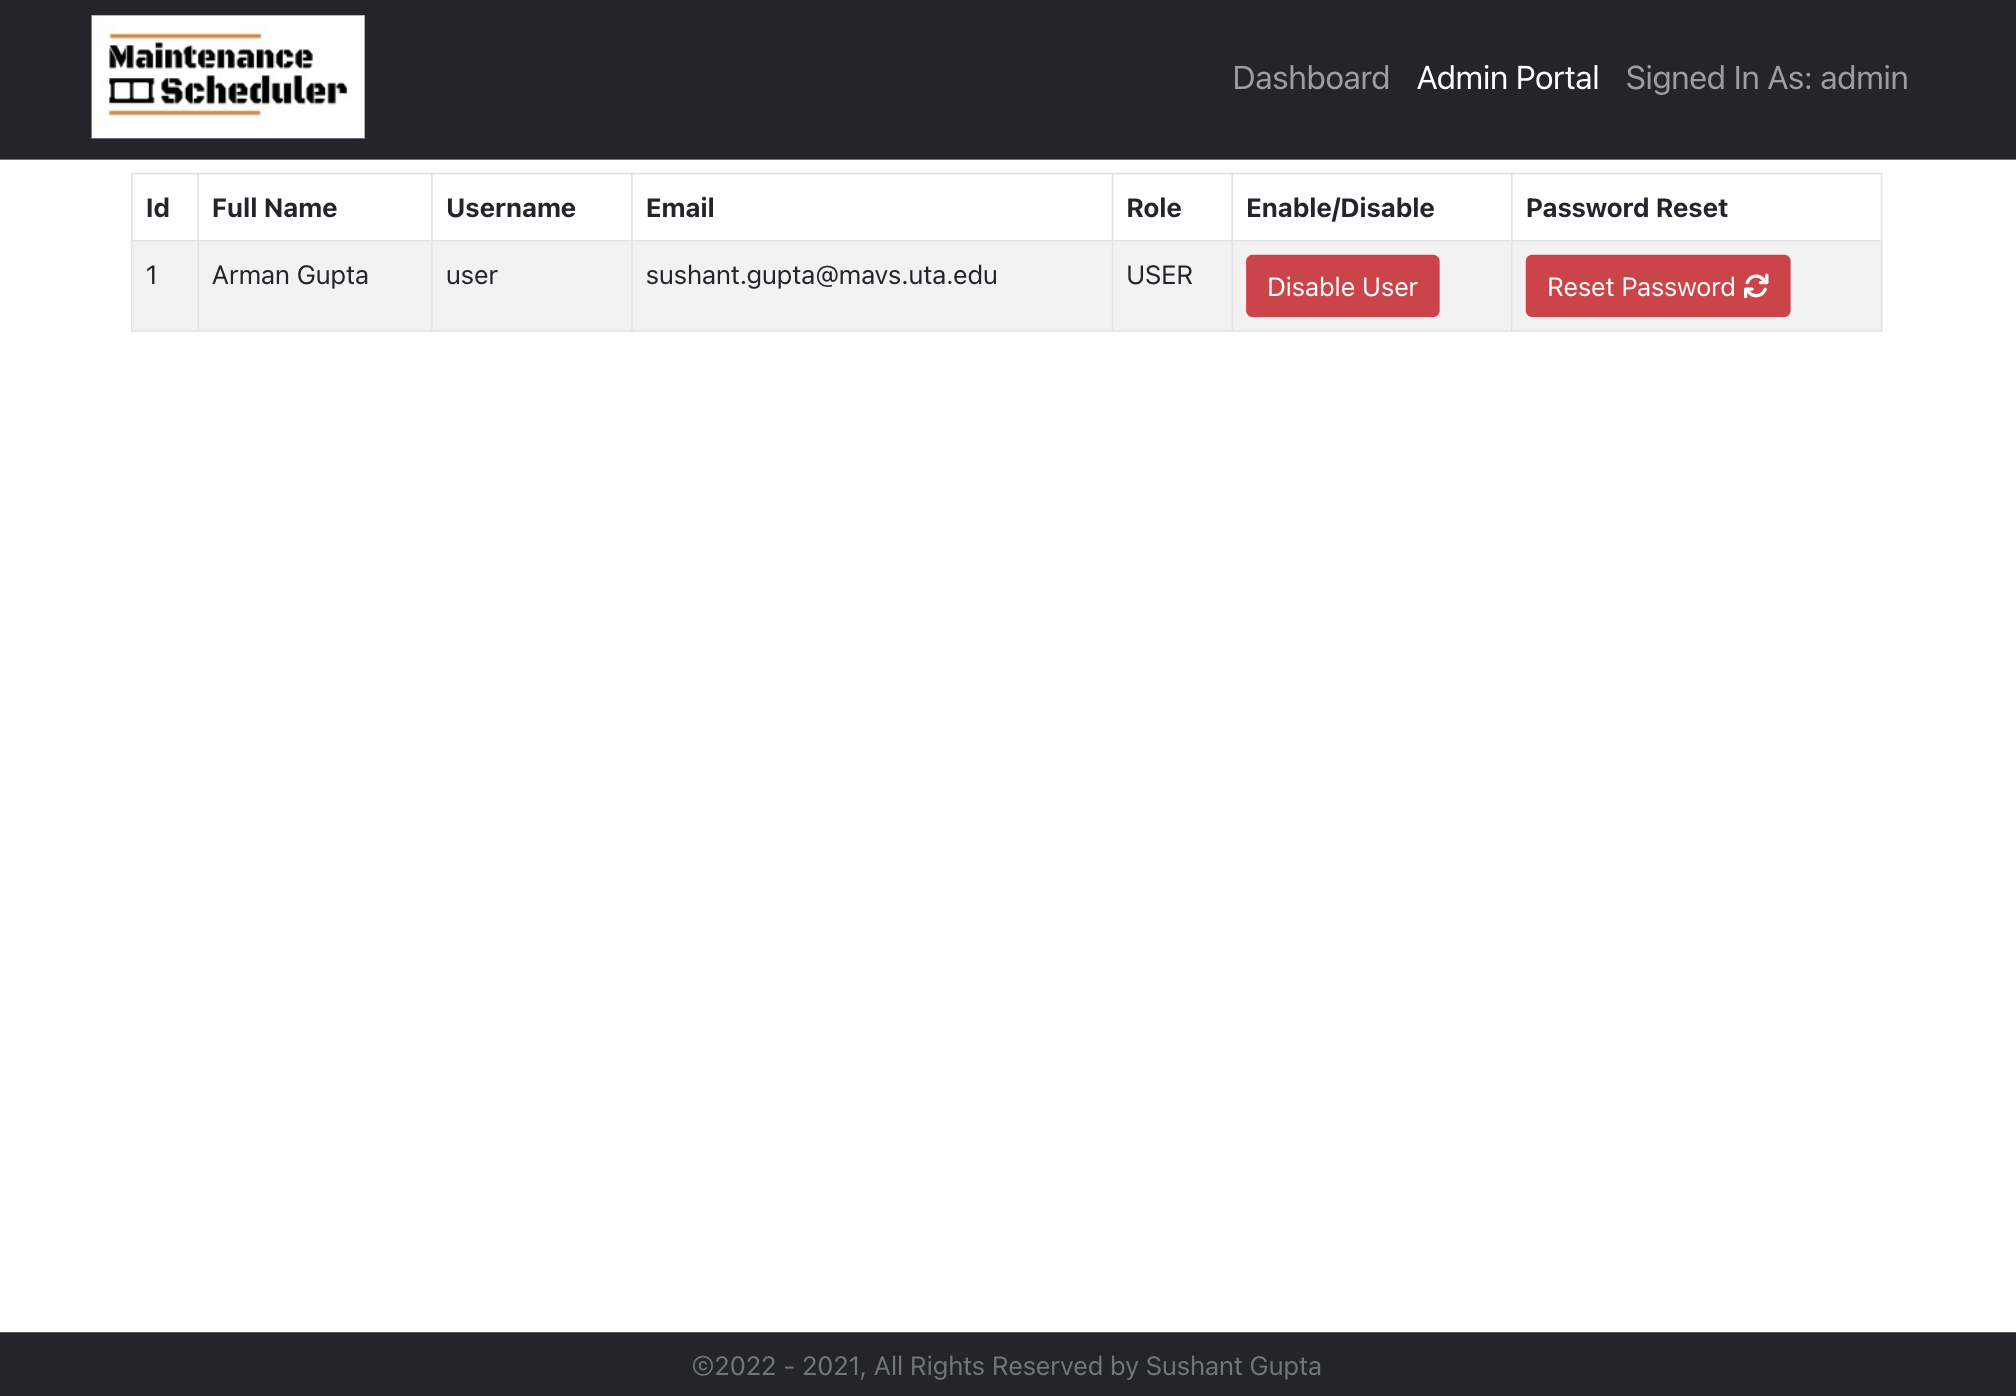 Maintenance
Scheduler
Dashboard Admin Portal Signed In As: admin
Id Full Name Username Email Role Enable/Disable Password Reset
1 Arman Gupta user sushant.gupta@mavs.uta.edu USER Disable User Reset Password
©2022 - 2021, All Rights Reserved by Sushant Gupta